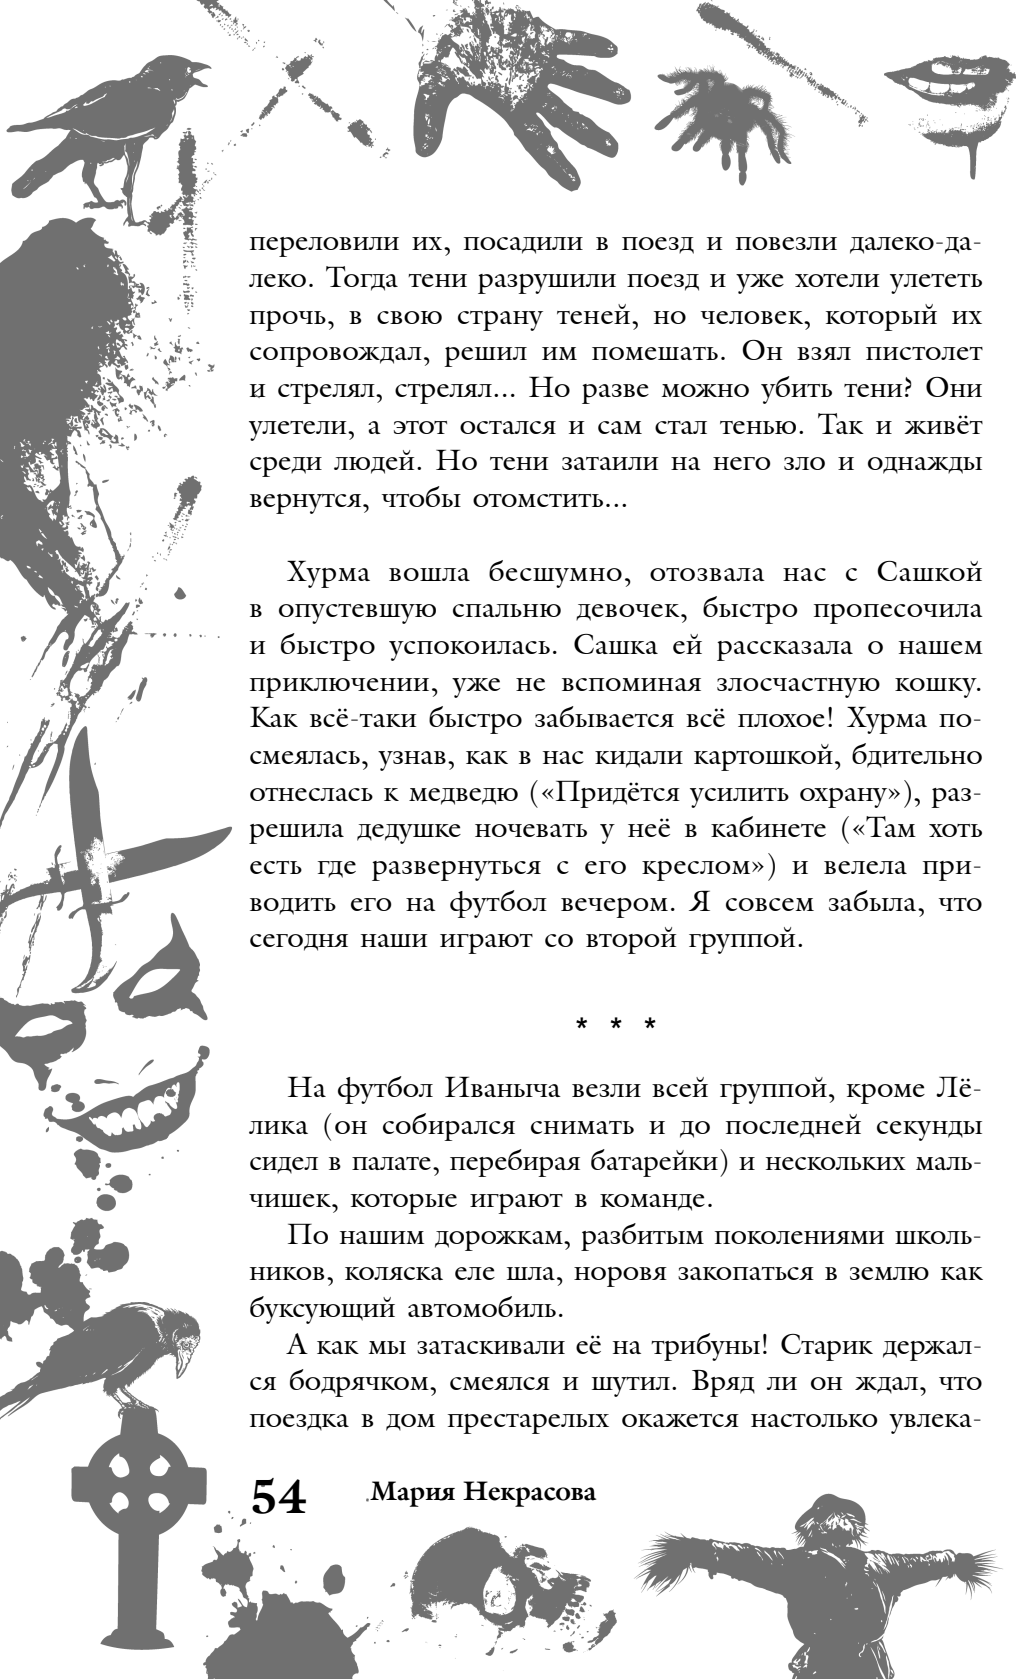 переловили их, посадили в поезд и повезли далеко-да-
леко. Тогда тени разрушили поезд и уже хотели улететь
прочь, в свою страну теней, но человек, который их
сопровождал, решил им помешать. Он взял пистолет
и стрелял, стрелял... Но разве можно убить тени? Они
улетели, а этот остался и сам стал тенью. Так и живёт
среди людей. Но тени затаили на него зло и однажды
вернутся, чтобы отомстить...
Хурма вошла бесшумно, отозвала нас с Сашкой
в опустевшую спальню девочек, быстро пропесочила
и быстро успокоилась. Сашка ей рассказала о нашем
приключении, уже не вспоминая злосчастную кошку.
Как всё-таки быстро забывается всё плохое! Хурма по-
смеялась, узнав, как в нас кидали картошкой, бдительно
отнеслась к медведю («Придётся усилить охрану»), раз-
решила дедушке ночевать у неё в кабинете («Там хоть
есть где развернуться с его креслом») и велела при-
водить его на футбол вечером. Я совсем забыла, что
сегодня наши играют со второй группой.
* * *
На футбол Иваныча везли всей группой, кроме Лё-
лика (он собирался снимать и до последней секунды
сидел в палате, перебирая батарейки) и нескольких маль-
чишек, которые играют в команде.
По нашим дорожкам, разбитым поколениями школь-
ников, коляска еле шла, норовя закопаться в землю как
буксующий автомобиль.
А как мы затаскивали её на трибуны! Старик держал-
ся бодрячком, смеялся и шутил. Вряд ли он ждал, что
поездка в дом престарелых окажется настолько увлека-
54 Мария Некрасова